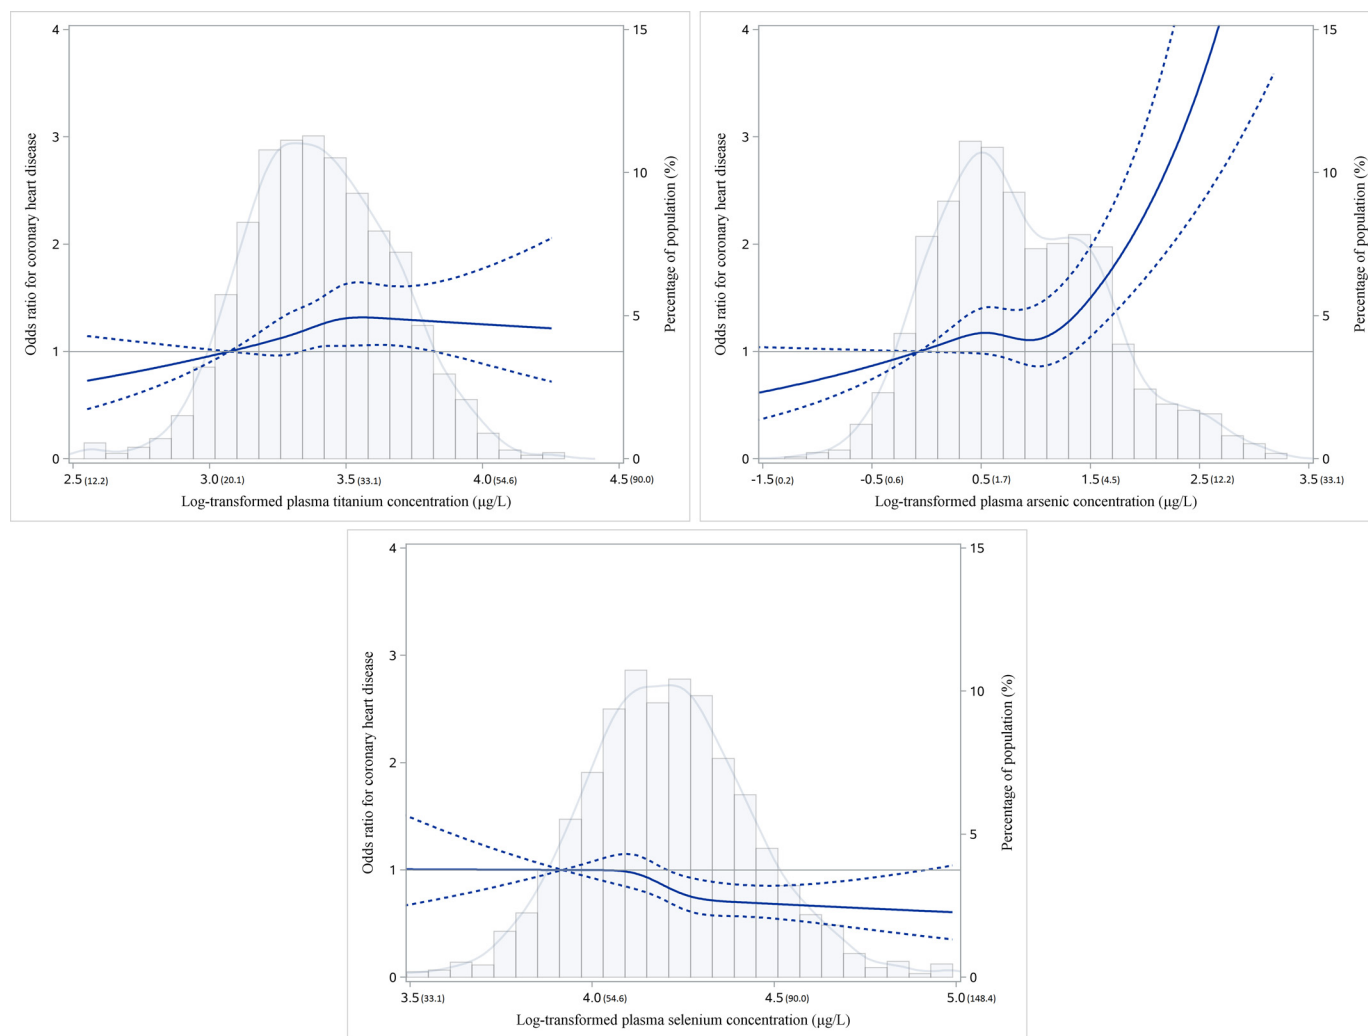 4
3
2
1
0
Odds ratio for coronary heart disease
15
10
5
0
Percentage of population (%)
2.5 (12.2) 3.0 (20.1) 3.5 (33.1) 4.0 (54.6) 4.5 (90.0)
Log-transformed plasma titanium concentration (μg/L)
4
3
2
1
0
Odds ratio for coronary heart disease
15
10
5
0
Percentage of population (%)
-1.5 (0.2) -0.5 (0.6) 0.5 (1.7) 1.5 (4.5) 2.5 (12.2) 3.5 (33.1)
Log-transformed plasma arsenic concentration (μg/L)
4
3
2
1
0
Odds ratio for coronary heart disease
15
10
5
0
Percentage of population (%)
3.5 (33.1) 4.0 (54.6) 4.5 (90.0) 5.0 (148.4)
Log-transformed plasma selenium concentration (μg/L)